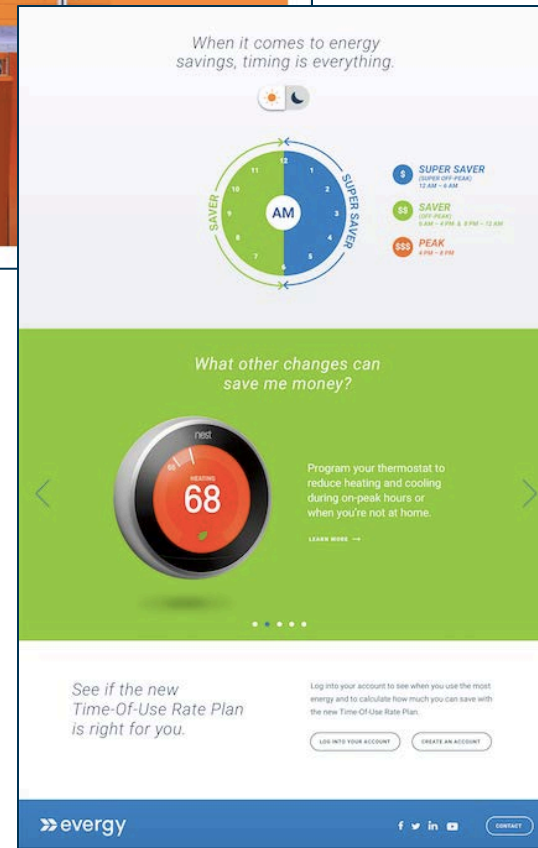 When it comes to energy
savings, timing is everything.
12
1
2
3
4
5
6
7
8
9
10
11
AM
SAVER
SUPER SAVER
$ SUPER SAVER
(SUPER OFF-PEAK)
12 AM – 6 AM
$$ SAVER
(OFF-PEAK)
6 AM – 4 PM & 8 PM – 12 AM
$$$ PEAK
4 PM – 8 PM
What other changes can
save me money?
nest
68
HEATING
68
Program your thermostat to
reduce heating and cooling
during on-peak hours or
when you're not at home.
LEARN MORE →
See if the new
Time-Of-Use Rate Plan
is right for you.
Log into your account to see when you use the most
energy and to calculate how much you can save with
the new Time-Of-Use Rate Plan.
LOG INTO YOUR ACCOUNT
CREATE AN ACCOUNT
evergy
CONTACT